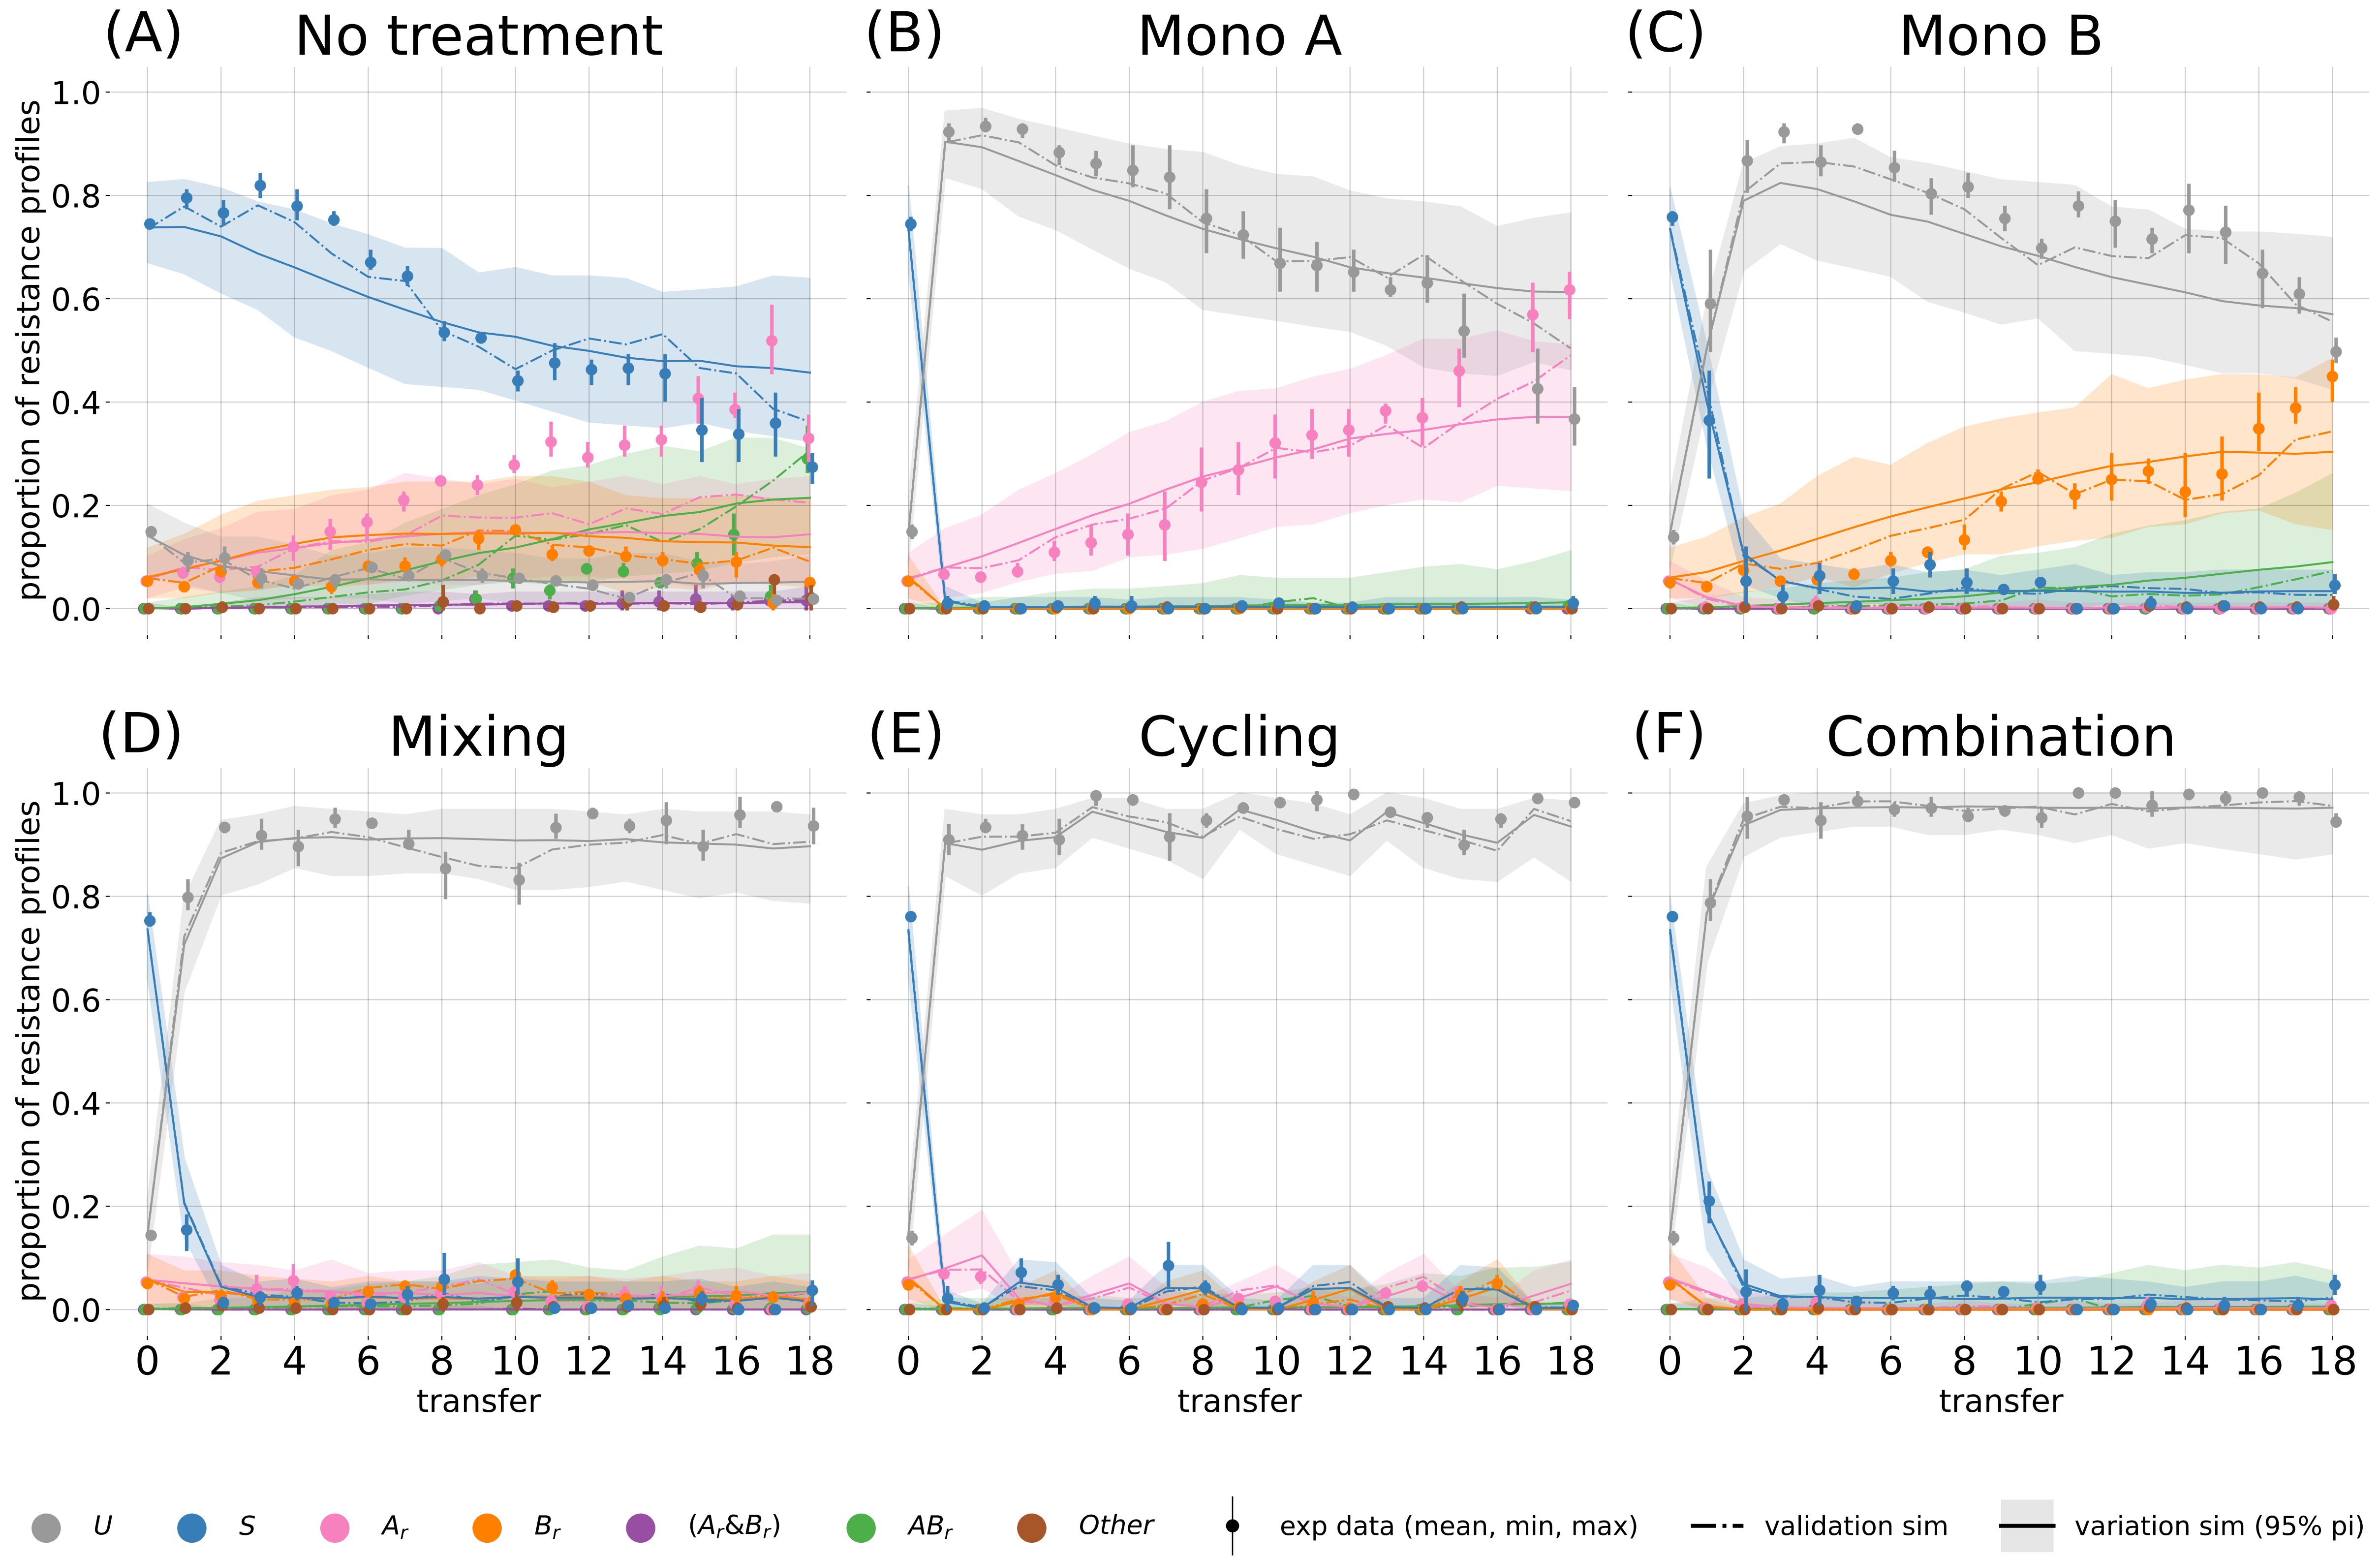 (A) No treatment
(B) Mono A
(C) Mono B
proportion of resistance profiles
1.0
0.8
0.6
0.4
0.2
0.0
(D) Mixing
(E) Cycling
(F) Combination
proportion of resistance profiles
1.0
0.8
0.6
0.4
0.2
0.0
0 2 4 6 8 10 12 14 16 18
transfer
0 2 4 6 8 10 12 14 16 18
transfer
0 2 4 6 8 10 12 14 16 18
transfer
U S Ar Br (Ar&Br) ABr Other exp data (mean, min, max) validation sim variation sim (95% pi)